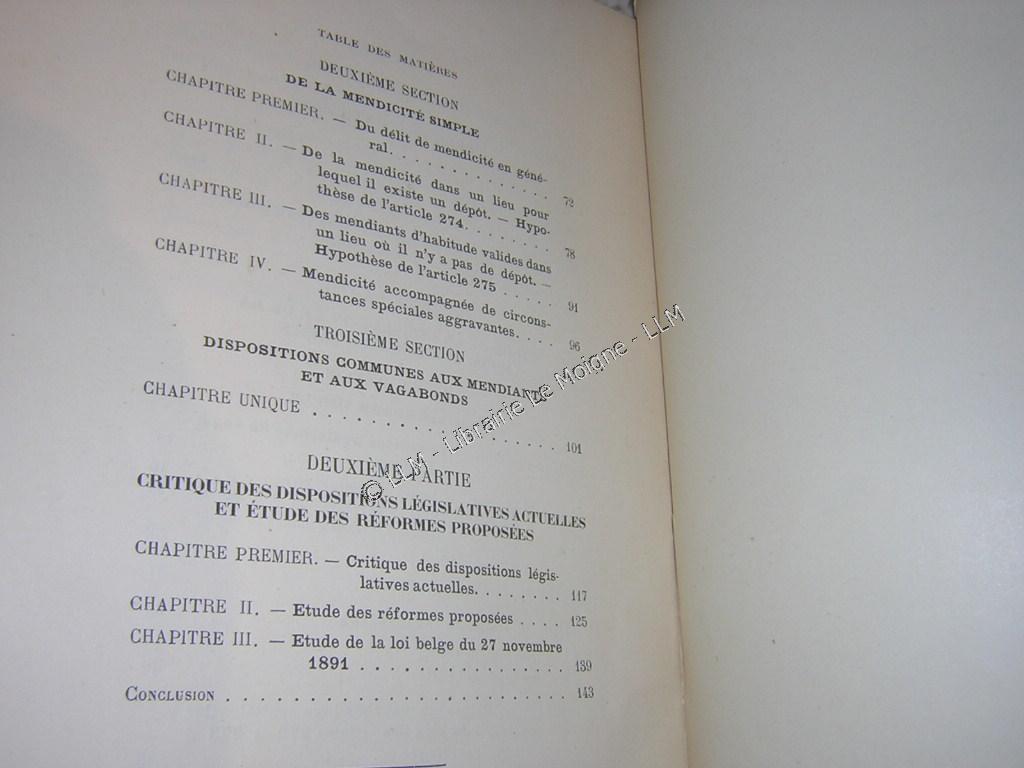 TABLE DES MATIÈRES
DEUXIÈME SECTION
DE LA MENDICITÉ SIMPLE
CHAPITRE PREMIER. — Du délit de mendicité en géné-
ral. . . . . . . . . . . . . . 72
CHAPITRE II. — De la mendicité dans un lieu pour
lequel il existe un dépôt. — Hypo-
thèse de l'article 274. . . . . . . . 78
CHAPITRE III. — Des mendiants d'habitude valides dans
un lieu où il n'y a pas de dépôt. —
Hypothèse de l'article 275 . . . . . 91
CHAPITRE IV. — Mendicité accompagnée de circons-
tances spéciales aggravantes. . . . 96
TROISIÈME SECTION
DISPOSITIONS COMMUNES AUX MENDIANTS
ET AUX VAGABONDS
CHAPITRE UNIQUE . . . . . . . . . . . . . . . . 101
DEUXIÈME PARTIE
CRITIQUE DES DISPOSITIONS LÉGISLATIVES ACTUELLES
ET ÉTUDE DES RÉFORMES PROPOSÉES
CHAPITRE PREMIER. — Critique des dispositions légis-
latives actuelles. . . . . . . . 117
CHAPITRE II. — Etude des réformes proposées . . . . 125
CHAPITRE III. — Etude de la loi belge du 27 novembre
1891 . . . . . . . . . . . . . . . . 139
CONCLUSION . . . . . . . . . . . . . . . . . . . . . . . . . 143
© LLM - Librairie Le Moigne - LLM